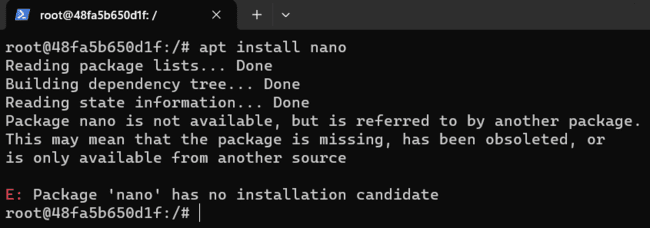 root@48fa5b650d1f: /
root@48fa5b650d1f:/# apt install nano
Reading package lists... Done
Building dependency tree... Done
Reading state information... Done
Package nano is not available, but is referred to by another package.
This may mean that the package is missing, has been obsoleted, or
is only available from another source

E: Package 'nano' has no installation candidate
root@48fa5b650d1f:/#